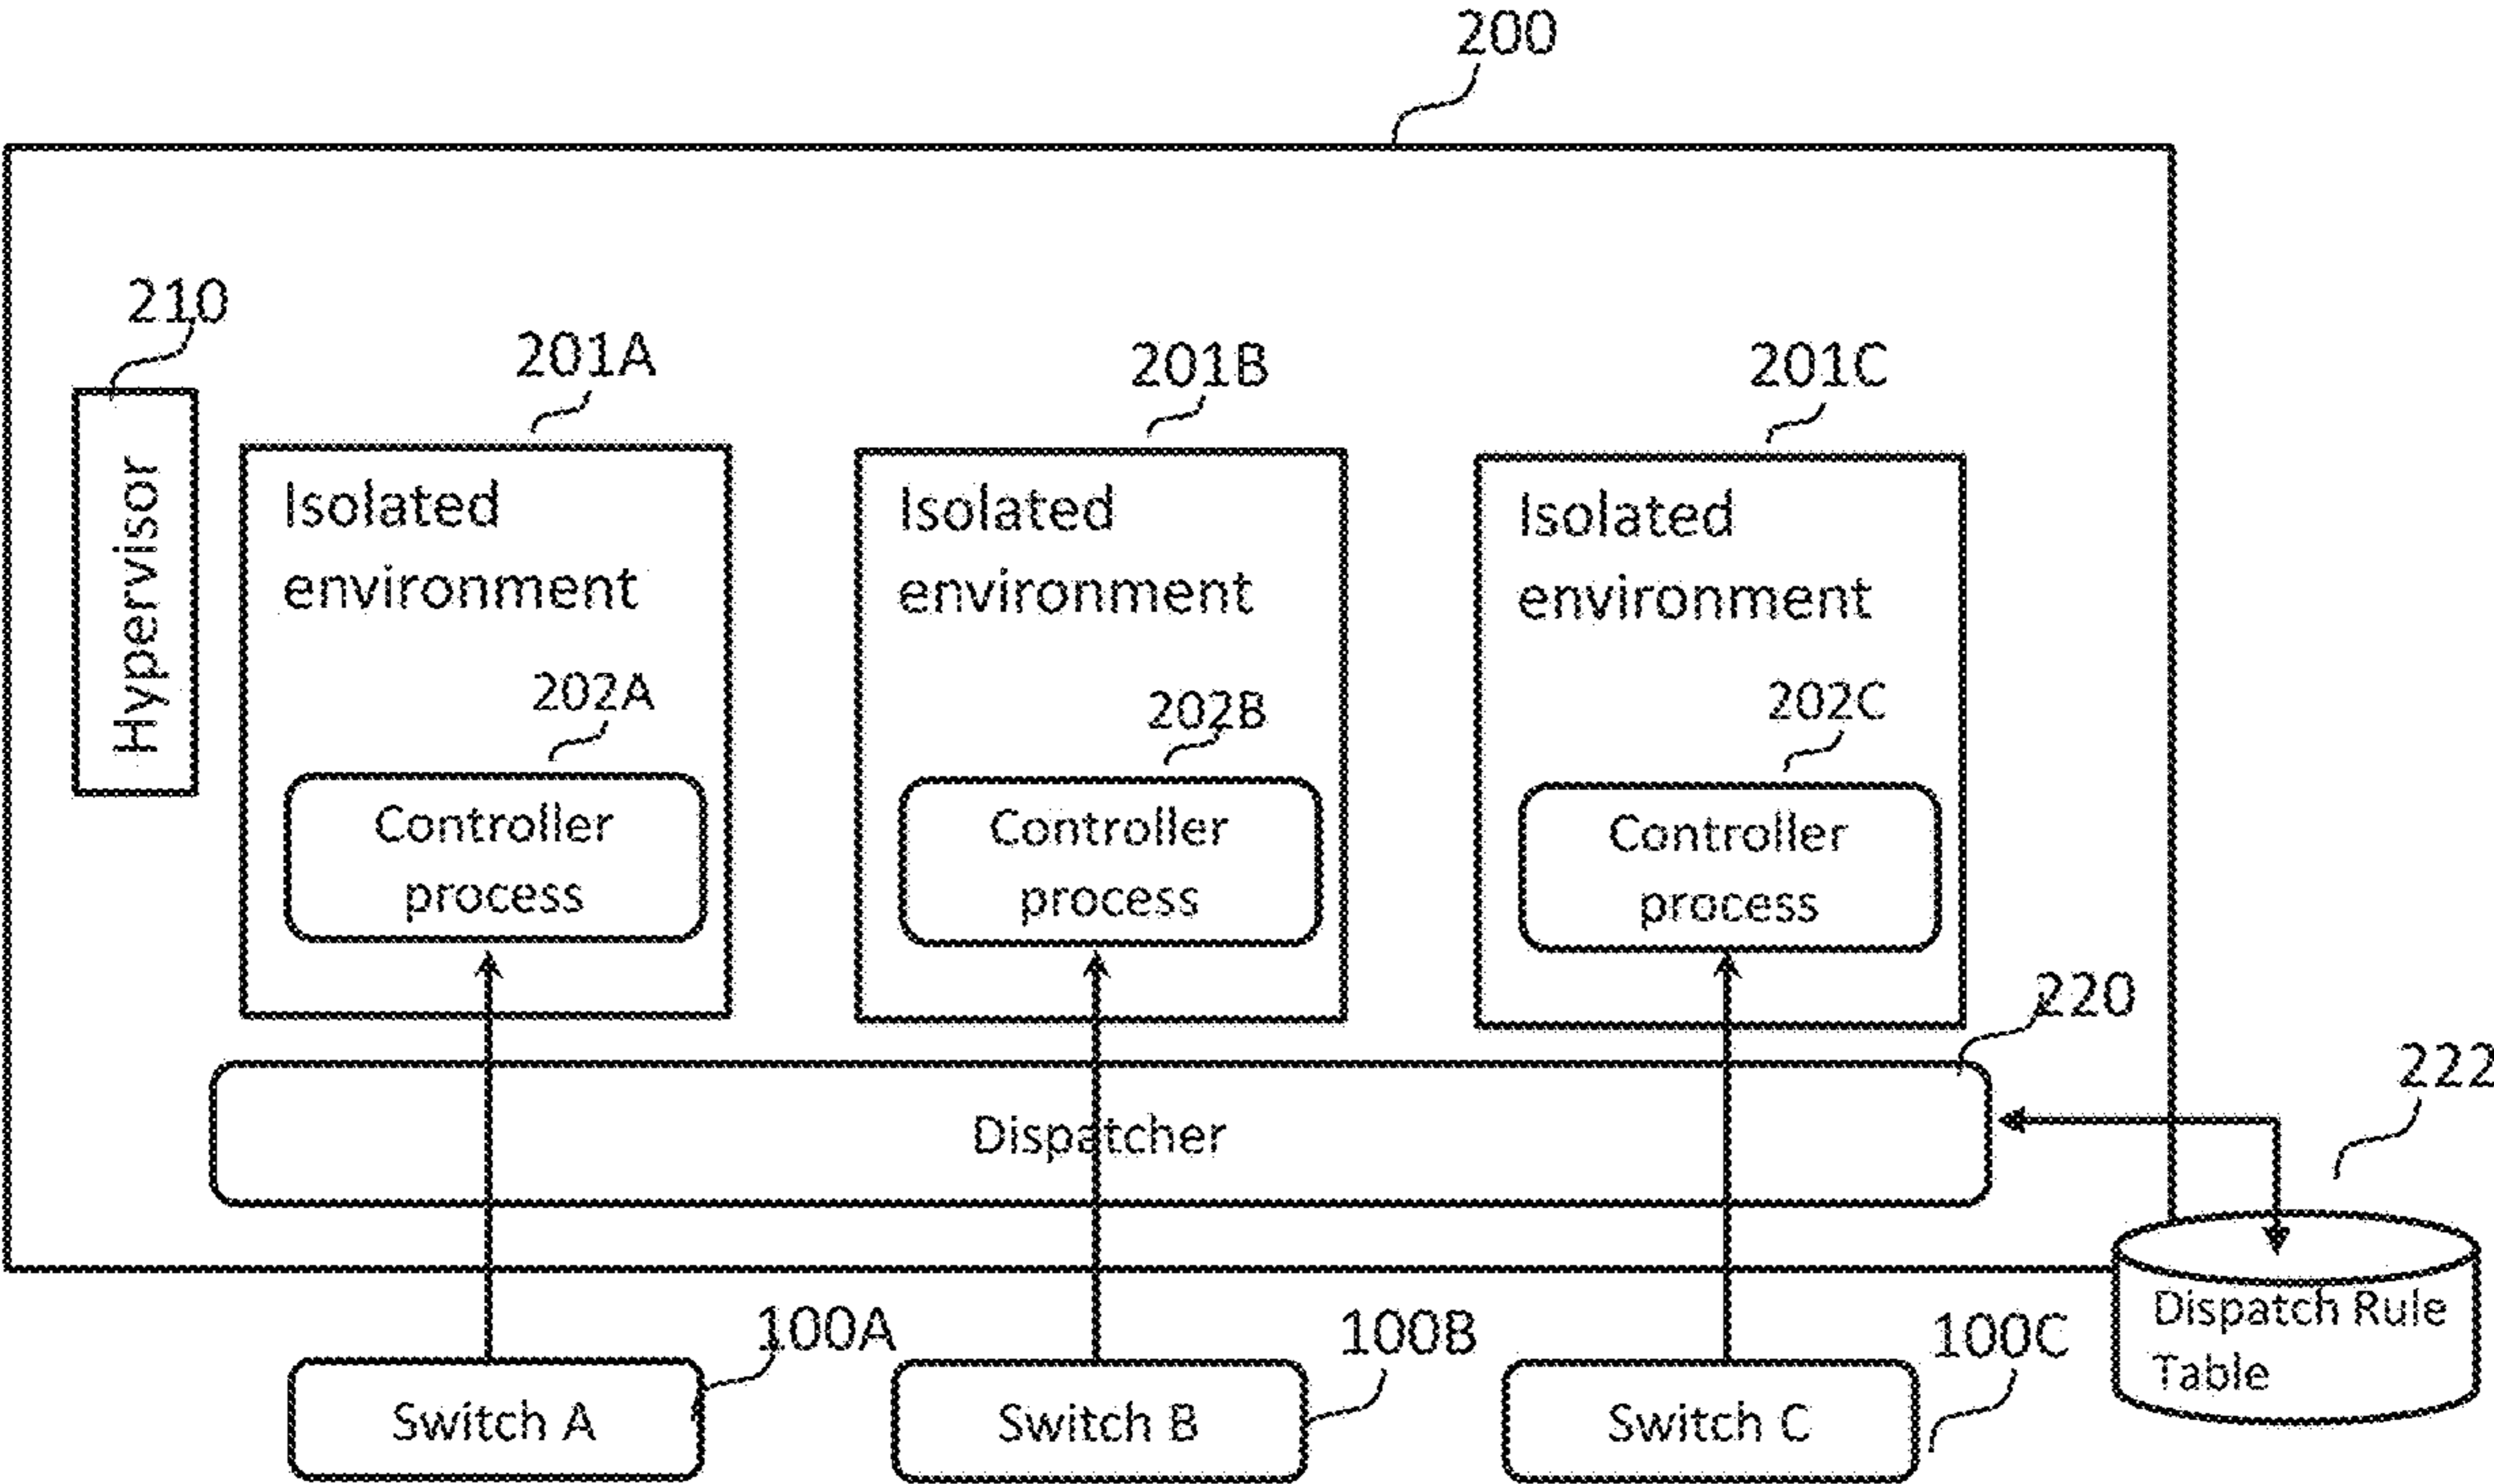 200
210
201A
201B
201C
Hypervisor
Isolated
environment
Isolated
environment
Isolated
environment
202A
202B
202C
Controller
process
Controller
process
Controller
process
220
222
Dispatcher
Dispatch Rule
Table
100A
100B
100C
Switch A
Switch B
Switch C